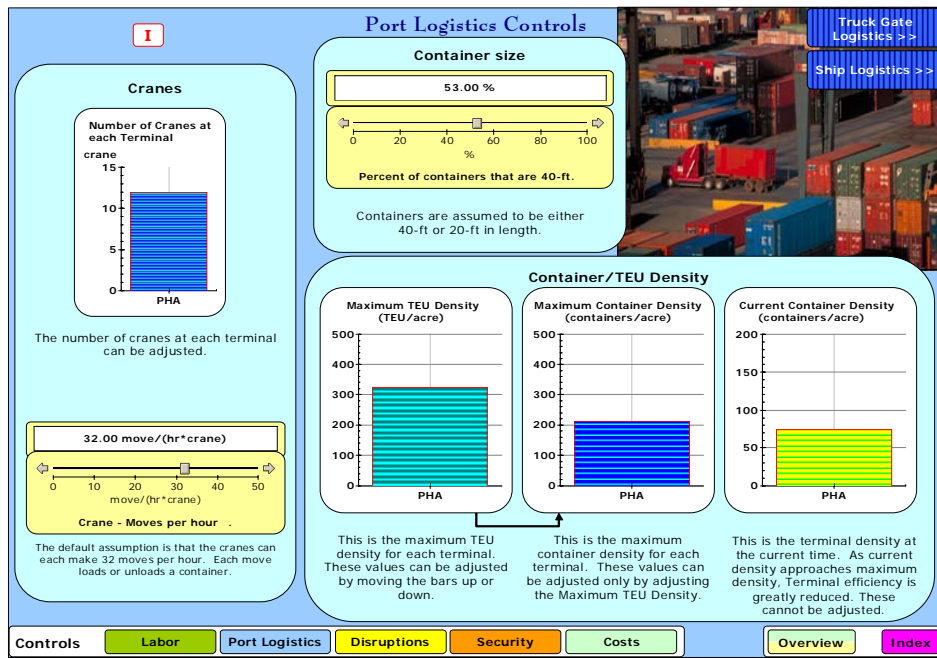 I
Port Logistics Controls
Truck Gate
Logistics >>
Ship Logistics >>
Cranes
Number of Cranes at
each Terminal
crane
15
10
5
0
PHA
The number of cranes at each terminal
can be adjusted.
32.00 move/(hr*crane)
0 10 20 30 40 50
move/(hr*crane)
Crane - Moves per hour .
The default assumption is that the cranes can
each make 32 moves per hour. Each move
loads or unloads a container.
Container size
53.00 %
0 20 40 60 80 100
%
Percent of containers that are 40-ft.
Containers are assumed to be either
40-ft or 20-ft in length.
Container/TEU Density
Maximum TEU Density
(TEU/acre)
500
400
300
200
100
0
PHA
This is the maximum TEU
density for each terminal.
These values can be adjusted
by moving the bars up or
down.
Maximum Container Density
(containers/acre)
500
400
300
200
100
0
PHA
This is the maximum
container density for each
terminal. These values can
be adjusted only by adjusting
the Maximum TEU Density.
Current Container Density
(containers/acre)
200
150
100
50
0
PHA
This is the terminal density at
the current time. As current
density approaches maximum
density, Terminal efficiency is
greatly reduced. These
cannot be adjusted.
Controls Labor Port Logistics Disruptions Security Costs Overview Index